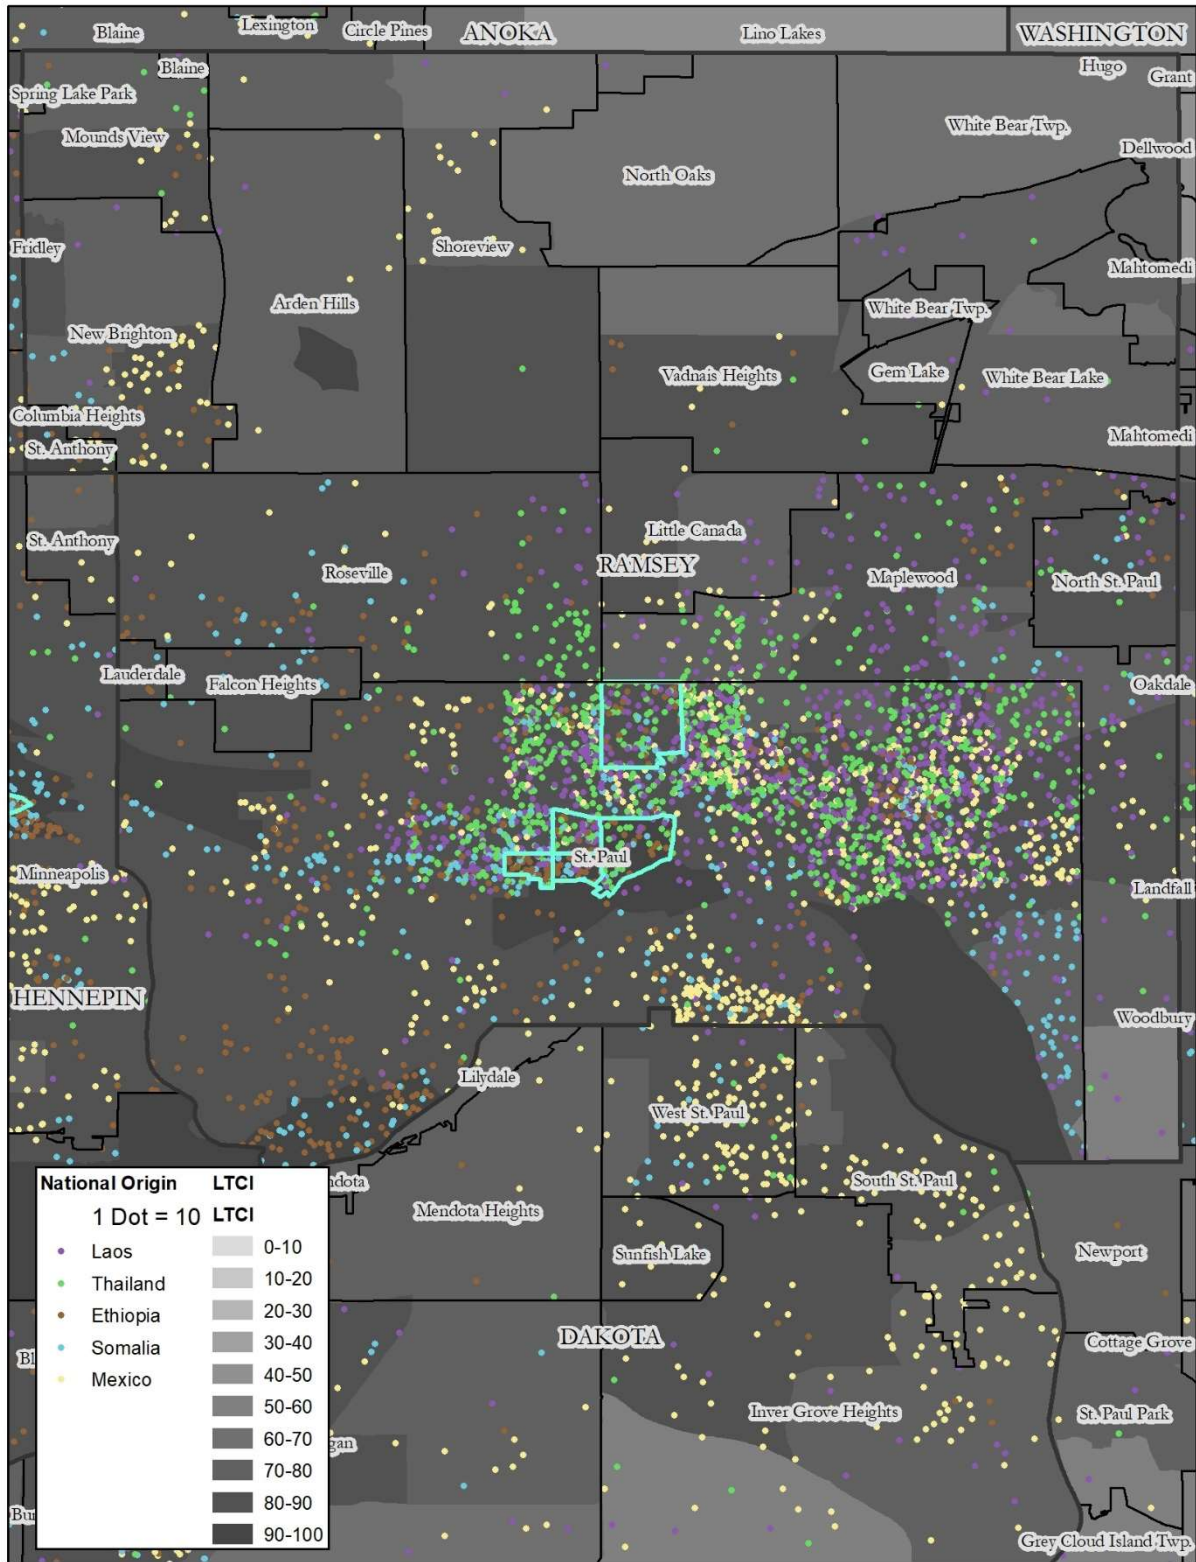 Blaine
Lexington
Circle Pines
ANOKA
Lino Lakes
WASHINGTON
Blaine
Hugo
Grant
Spring Lake Park
Mounds View
White Bear Twp.
Dellwood
North Oaks
Fridley
Shoreview
Mahtomedi
Arden Hills
White Bear Twp.
New Brighton
Vadnais Heights
Gem Lake
White Bear Lake
Columbia Heights
St. Anthony
Mahtomedi
St. Anthony
Little Canada
Roseville
RAMSEY
Maplewood
North St. Paul
Lauderdale
Falcon Heights
Oakdale
Minneapolis
St. Paul
Landfall
HENNEPIN
Woodbury
Lilydale
West St. Paul
South St. Paul
ndota
Mendota Heights
Sunfish Lake
Newport
DAKOTA
Cottage Grove
Bl
Inver Grove Heights
St. Paul Park
gan
Bur
Grey Cloud Island Twp.
National Origin LTCI
1 Dot = 10 LTCI
Laos 0-10
Thailand 10-20
Ethiopia 20-30
Somalia 30-40
Mexico 40-50
50-60
60-70
70-80
80-90
90-100